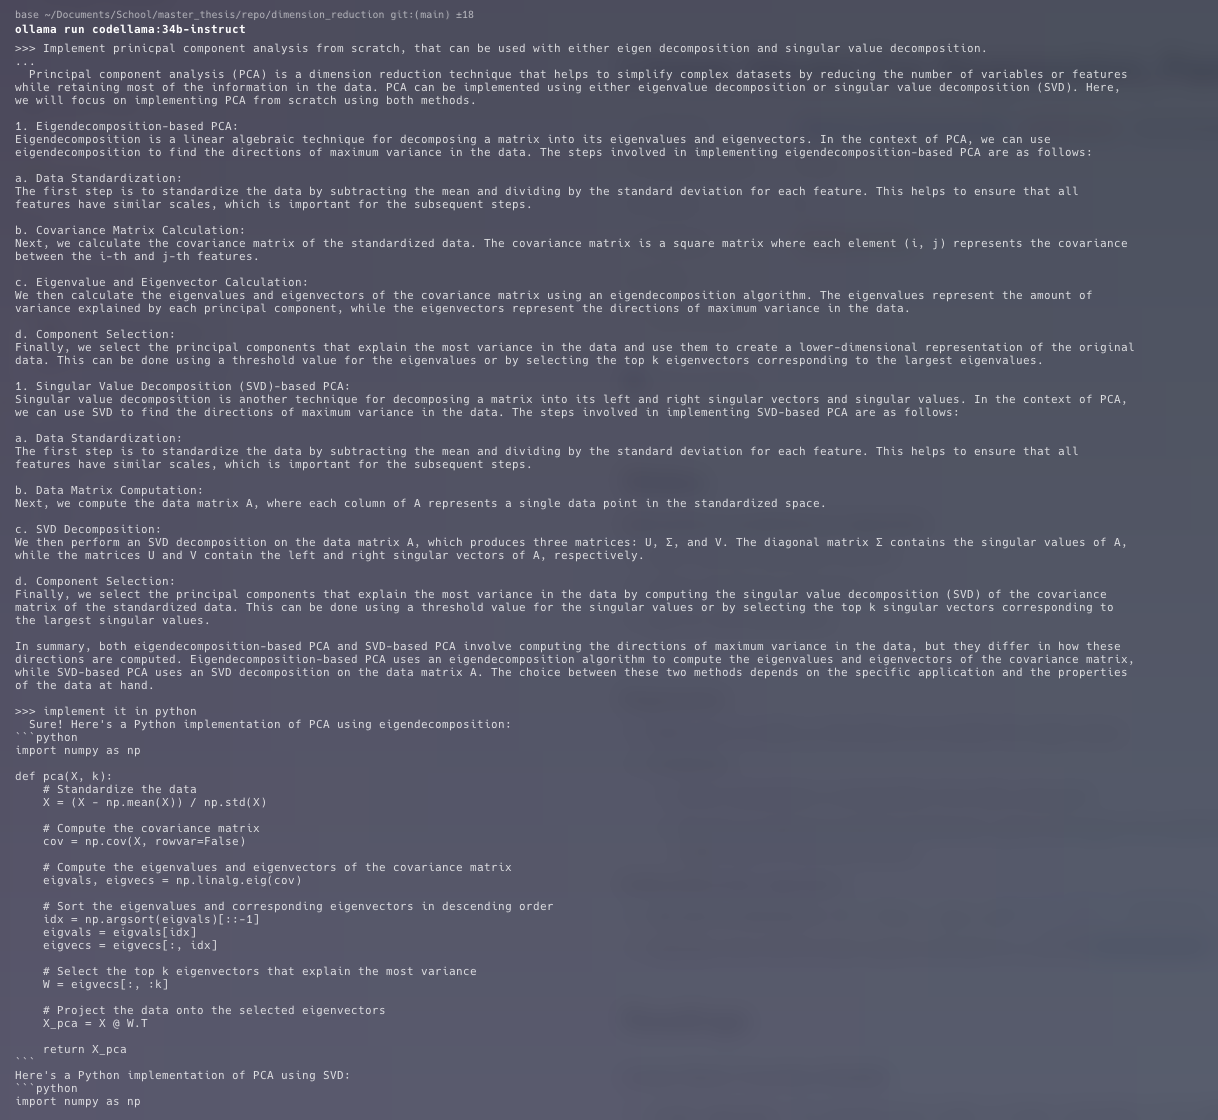 base ~/Documents/School/master_thesis/repo/dimension_reduction git:(main) ±18
ollama run codellama:34b-instruct
>>> Implement prinicpal component analysis from scratch, that can be used with either eigen decomposition and singular value decomposition.
...
  Principal component analysis (PCA) is a dimension reduction technique that helps to simplify complex datasets by reducing the number of variables or features
while retaining most of the information in the data. PCA can be implemented using either eigenvalue decomposition or singular value decomposition (SVD). Here,
we will focus on implementing PCA from scratch using both methods.

1. Eigendecomposition-based PCA:
Eigendecomposition is a linear algebraic technique for decomposing a matrix into its eigenvalues and eigenvectors. In the context of PCA, we can use
eigendecomposition to find the directions of maximum variance in the data. The steps involved in implementing eigendecomposition-based PCA are as follows:

a. Data Standardization:
The first step is to standardize the data by subtracting the mean and dividing by the standard deviation for each feature. This helps to ensure that all
features have similar scales, which is important for the subsequent steps.

b. Covariance Matrix Calculation:
Next, we calculate the covariance matrix of the standardized data. The covariance matrix is a square matrix where each element (i, j) represents the covariance
between the i-th and j-th features.

c. Eigenvalue and Eigenvector Calculation:
We then calculate the eigenvalues and eigenvectors of the covariance matrix using an eigendecomposition algorithm. The eigenvalues represent the amount of
variance explained by each principal component, while the eigenvectors represent the directions of maximum variance in the data.

d. Component Selection:
Finally, we select the principal components that explain the most variance in the data and use them to create a lower-dimensional representation of the original
data. This can be done using a threshold value for the eigenvalues or by selecting the top k eigenvectors corresponding to the largest eigenvalues.

1. Singular Value Decomposition (SVD)-based PCA:
Singular value decomposition is another technique for decomposing a matrix into its left and right singular vectors and singular values. In the context of PCA,
we can use SVD to find the directions of maximum variance in the data. The steps involved in implementing SVD-based PCA are as follows:

a. Data Standardization:
The first step is to standardize the data by subtracting the mean and dividing by the standard deviation for each feature. This helps to ensure that all
features have similar scales, which is important for the subsequent steps.

b. Data Matrix Computation:
Next, we compute the data matrix A, where each column of A represents a single data point in the standardized space.

c. SVD Decomposition:
We then perform an SVD decomposition on the data matrix A, which produces three matrices: U, Σ, and V. The diagonal matrix Σ contains the singular values of A,
while the matrices U and V contain the left and right singular vectors of A, respectively.

d. Component Selection:
Finally, we select the principal components that explain the most variance in the data by computing the singular value decomposition (SVD) of the covariance
matrix of the standardized data. This can be done using a threshold value for the singular values or by selecting the top k singular vectors corresponding to
the largest singular values.

In summary, both eigendecomposition-based PCA and SVD-based PCA involve computing the directions of maximum variance in the data, but they differ in how these
directions are computed. Eigendecomposition-based PCA uses an eigendecomposition algorithm to compute the eigenvalues and eigenvectors of the covariance matrix,
while SVD-based PCA uses an SVD decomposition on the data matrix A. The choice between these two methods depends on the specific application and the properties
of the data at hand.

>>> implement it in python
  Sure! Here's a Python implementation of PCA using eigendecomposition:
```python
import numpy as np

def pca(X, k):
    # Standardize the data
    X = (X - np.mean(X)) / np.std(X)

    # Compute the covariance matrix
    cov = np.cov(X, rowvar=False)

    # Compute the eigenvalues and eigenvectors of the covariance matrix
    eigvals, eigvecs = np.linalg.eig(cov)

    # Sort the eigenvalues and corresponding eigenvectors in descending order
    idx = np.argsort(eigvals)[::-1]
    eigvals = eigvals[idx]
    eigvecs = eigvecs[:, idx]

    # Select the top k eigenvectors that explain the most variance
    W = eigvecs[:, :k]

    # Project the data onto the selected eigenvectors
    X_pca = X @ W.T

    return X_pca
```
Here's a Python implementation of PCA using SVD:
```python
import numpy as np